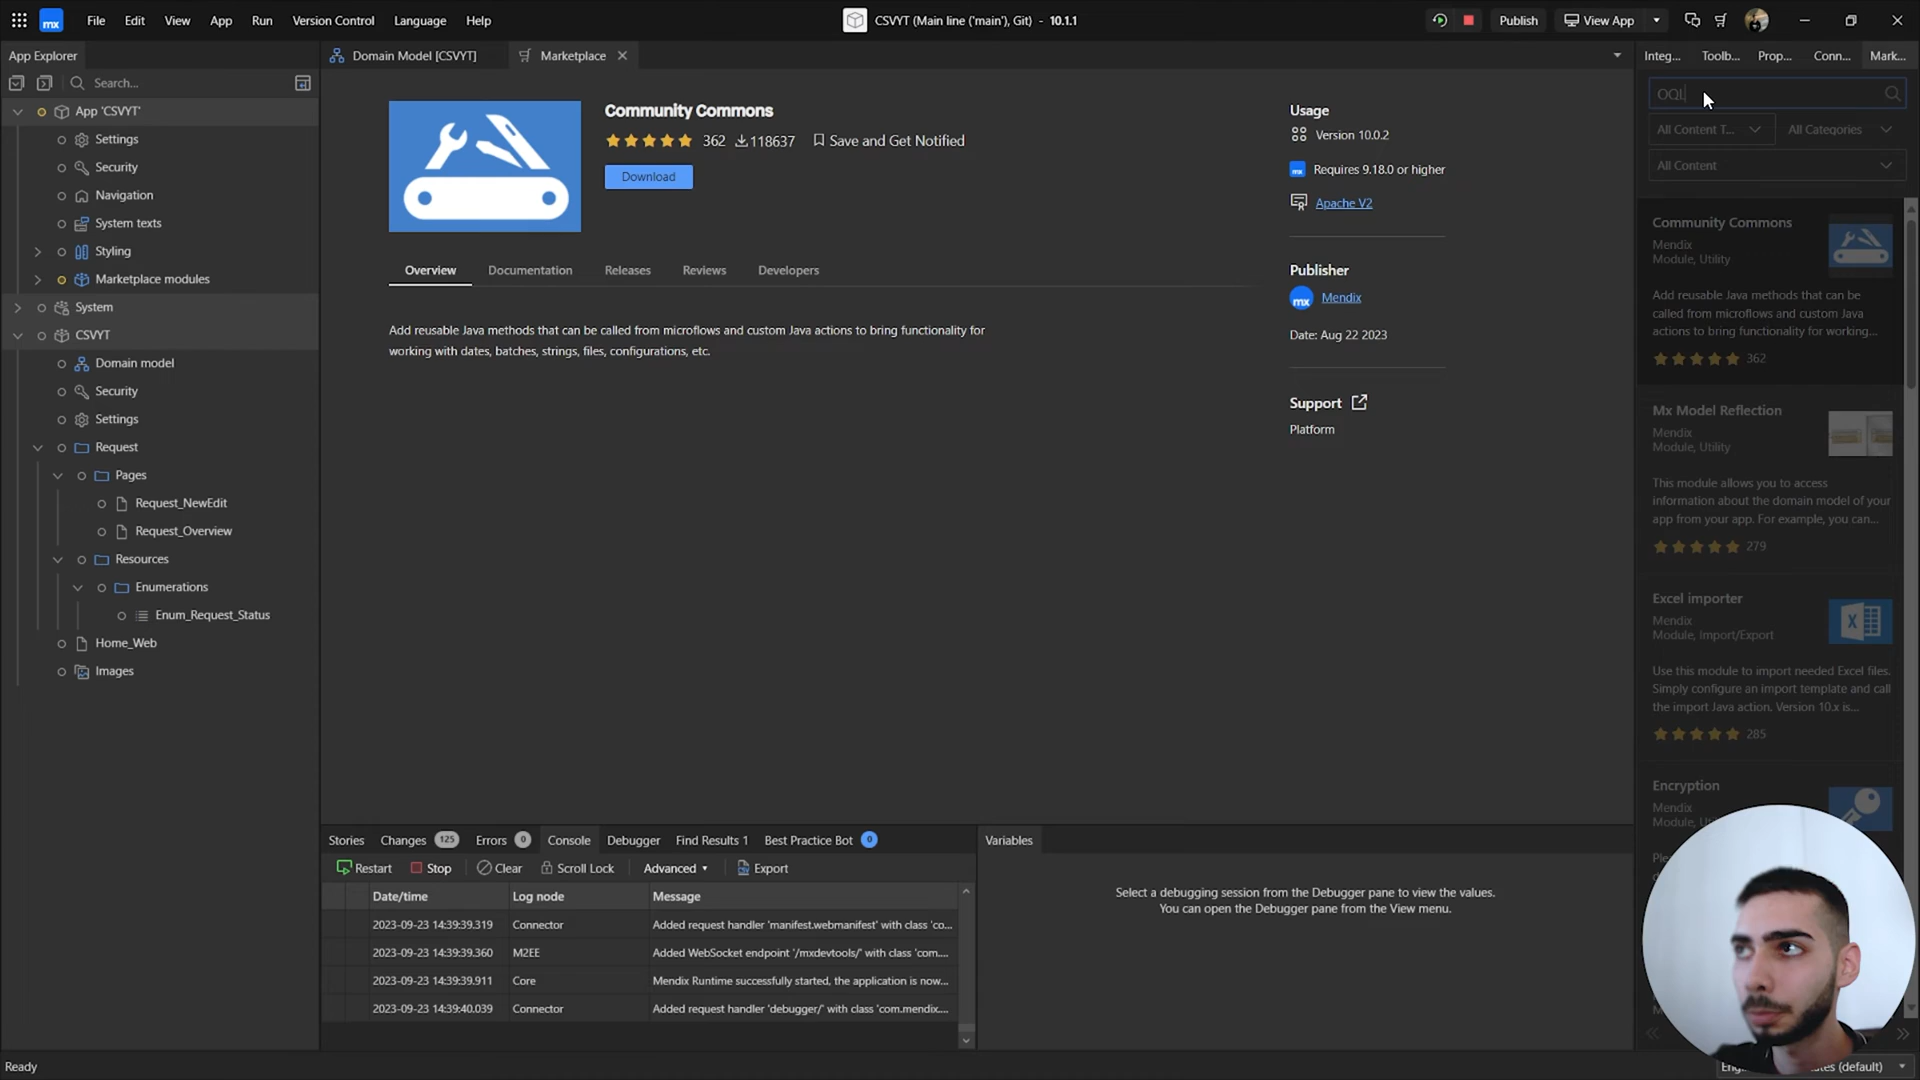 mx File Edit View App Run Version Control Language Help
CSVYT (Main line ('main'), Git) - 10.1.1
Publish View App
App Explorer
Search...
App 'CSVYT'
Settings
Security
Navigation
System texts
Styling
Marketplace modules
System
CSVYT
Domain model
Security
Settings
Request
Pages
Request_NewEdit
Request_Overview
Resources
Enumerations
Enum_Request_Status
Home_Web
Images
Domain Model [CSVYT] Marketplace
Community Commons
362 118637 Save and Get Notified
Download
Overview Documentation Releases Reviews Developers
Add reusable Java methods that can be called from microflows and custom Java actions to bring functionality for
working with dates, batches, strings, files, configurations, etc.
Usage
Version 10.0.2
mx Requires 9.18.0 or higher
Apache V2
Publisher
mx Mendix
Date: Aug 22 2023
Support
Platform
Integ... Toolb... Prop... Conn... Mark...
OQL
All Content T... All Categories
All Content
Community Commons
Mendix
Module, Utility
Add reusable Java methods that can be
called from microflows and custom Java
actions to bring functionality for working...
362
Mx Model Reflection
Mendix
Module, Utility
This module allows you to access
information about the domain model of your
app from your app. For example, you can...
279
Excel importer
Mendix
Module, Import/Export
Use this module to import needed Excel files.
Simply configure an import template and call
the import Java action. Version 10.x is...
285
Encryption
Mendix
Stories Changes 125 Errors 0 Console Debugger Find Results 1 Best Practice Bot 0
Restart Stop Clear Scroll Lock Advanced Export
Date/time Log node Message
2023-09-23 14:39:39.319 Connector Added request handler 'manifest.webmanifest' with class 'co...
2023-09-23 14:39:39.360 M2EE Added WebSocket endpoint '/mxdevtools/' with class 'com....
2023-09-23 14:39:39.911 Core Mendix Runtime successfully started, the application is now...
2023-09-23 14:39:40.039 Connector Added request handler 'debugger/' with class 'com.mendix....
Variables
Select a debugging session from the Debugger pane to view the values.
You can open the Debugger pane from the View menu.
Ready
(default)